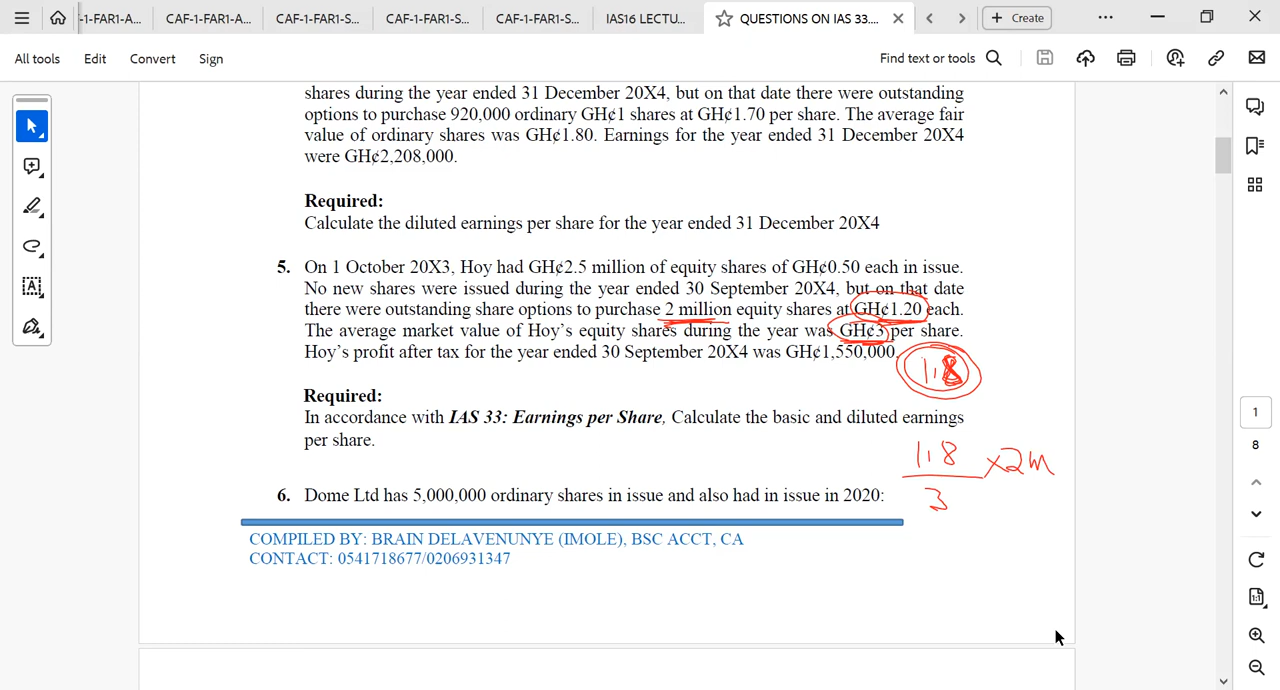 -1-FAR1-A...
CAF-1-FAR1-A...
CAF-1-FAR1-S...
CAF-1-FAR1-S...
CAF-1-FAR1-S...
IAS16 LECTU...
QUESTIONS ON IAS 33....
Create
All tools
Edit
Convert
Sign
Find text or tools
shares during the year ended 31 December 20X4, but on that date there were outstanding
options to purchase 920,000 ordinary GH¢1 shares at GH¢1.70 per share. The average fair
value of ordinary shares was GH¢1.80. Earnings for the year ended 31 December 20X4
were GH¢2,208,000.
Required:
Calculate the diluted earnings per share for the year ended 31 December 20X4
5. On 1 October 20X3, Hoy had GH¢2.5 million of equity shares of GH¢0.50 each in issue.
No new shares were issued during the year ended 30 September 20X4, but on that date
there were outstanding share options to purchase 2 million equity shares at GH¢1.20 each.
The average market value of Hoy's equity shares during the year was GH¢3 per share.
Hoy's profit after tax for the year ended 30 September 20X4 was GH¢1,550,000.
1.8
Required:
In accordance with IAS 33: Earnings per Share, Calculate the basic and diluted earnings
per share.
1.8
×2m
3
6. Dome Ltd has 5,000,000 ordinary shares in issue and also had in issue in 2020:
COMPILED BY: BRAIN DELAVENUNYE (IMOLE), BSC ACCT, CA
CONTACT: 0541718677/0206931347
1
8
1:1